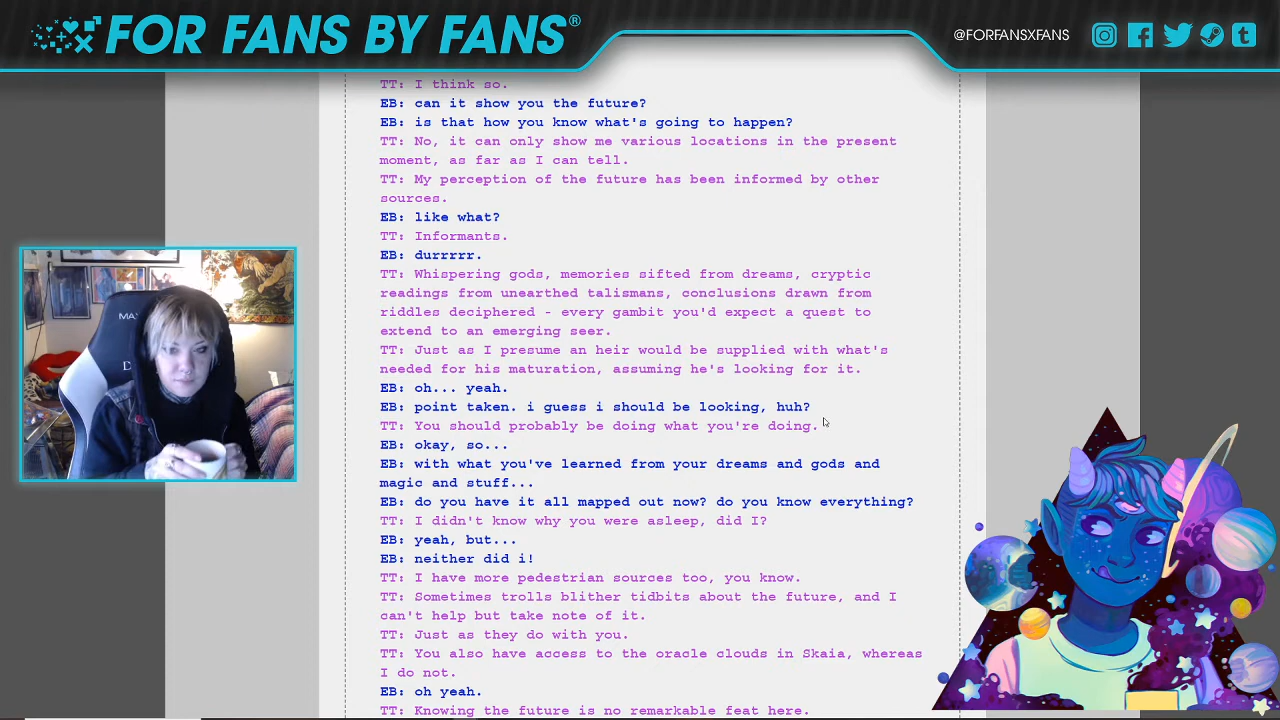 FOR FANS BY FANS®
@FORFANSXFANS
TT: I think so.
EB: can it show you the future?
EB: is that how you know what's going to happen?
TT: No, it can only show me various locations in the present
moment, as far as I can tell.
TT: My perception of the future has been informed by other
sources.
EB: like what?
TT: Informants.
EB: durrrrr.
TT: Whispering gods, memories sifted from dreams, cryptic
readings from unearthed talismans, conclusions drawn from
riddles deciphered - every gambit you'd expect a quest to
extend to an emerging seer.
TT: Just as I presume an heir would be supplied with what's
needed for his maturation, assuming he's looking for it.
EB: oh... yeah.
EB: point taken. i guess i should be looking, huh?
TT: You should probably be doing what you're doing.
EB: okay, so...
EB: with what you've learned from your dreams and gods and
magic and stuff...
EB: do you have it all mapped out now? do you know everything?
TT: I didn't know why you were asleep, did I?
EB: yeah, but...
EB: neither did i!
TT: I have more pedestrian sources too, you know.
TT: Sometimes trolls blither tidbits about the future, and I
can't help but take note of it.
TT: Just as they do with you.
TT: You also have access to the oracle clouds in Skaia, whereas
I do not.
EB: oh yeah.
TT: Knowing the future is no remarkable feat here.